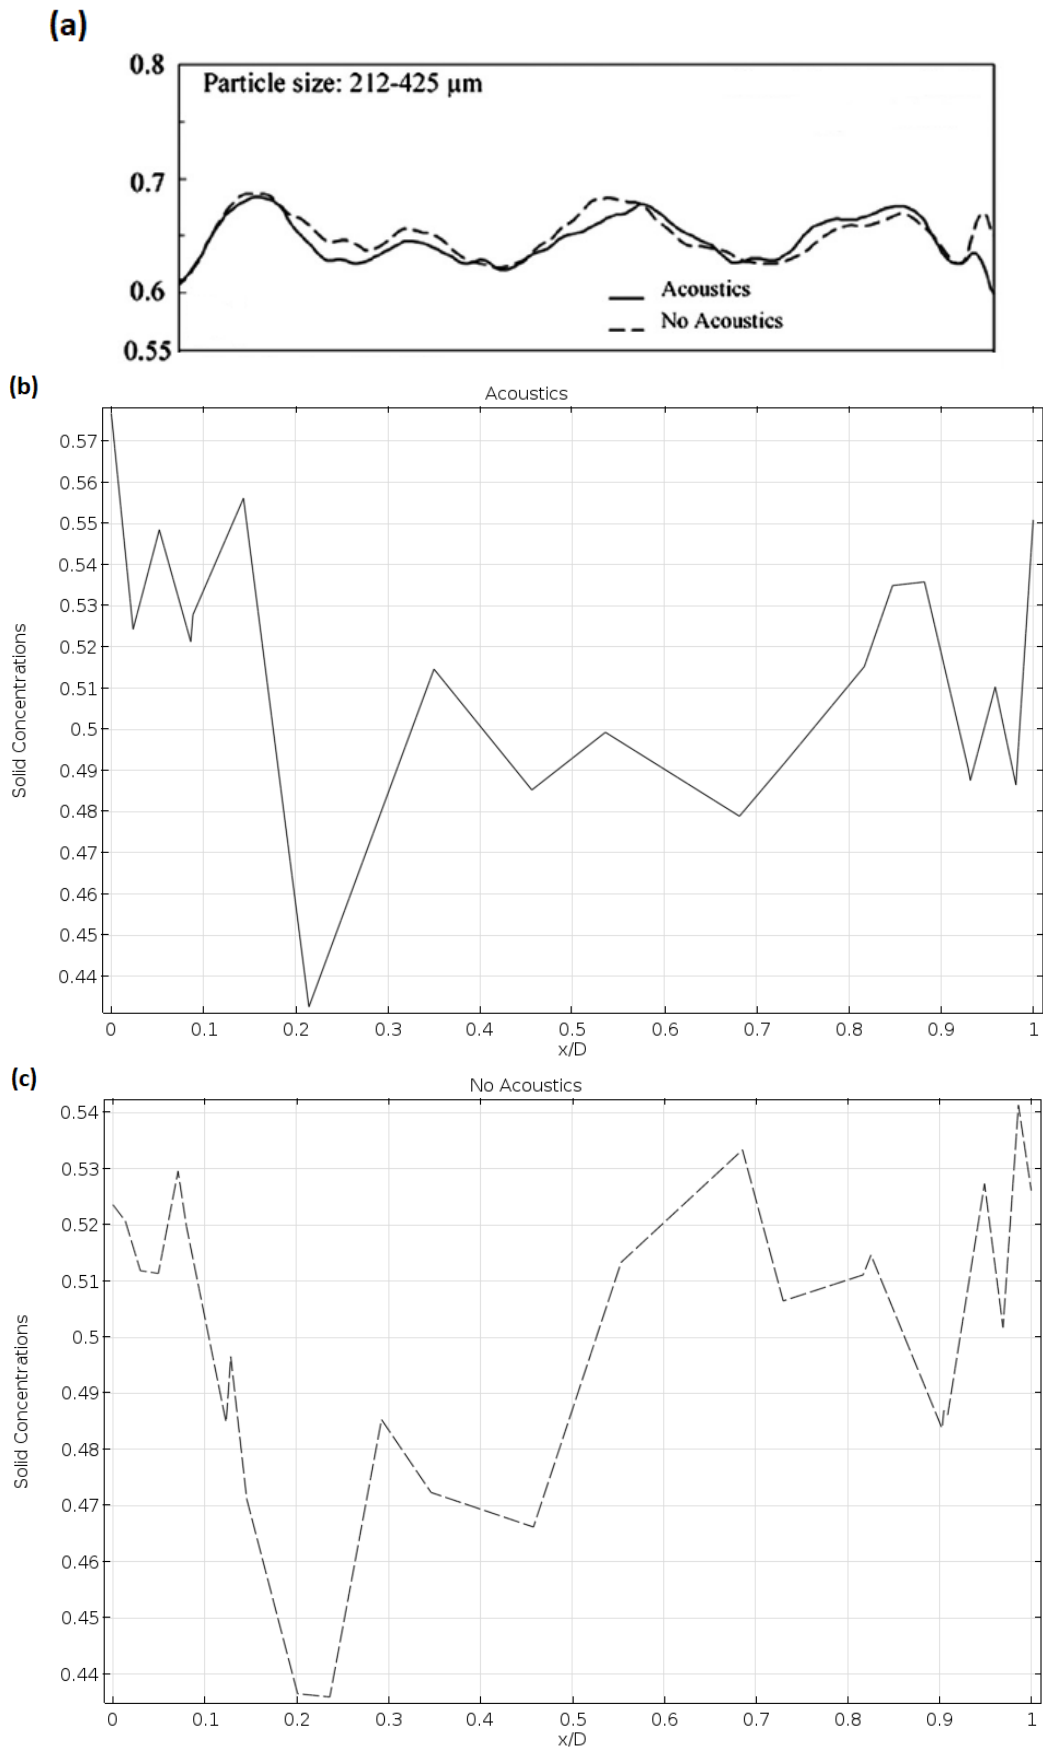 (a)
0.8
Particle size: 212-425 μm
0.7
0.6
Acoustics
No Acoustics
0.55
(b)
Acoustics
0.57
0.56
0.55
0.54
0.53
0.52
0.51
0.5
0.49
0.48
0.47
0.46
0.45
0.44
Solid Concentrations
0 0.1 0.2 0.3 0.4 0.5 0.6 0.7 0.8 0.9 1
x/D
(c)
No Acoustics
0.54
0.53
0.52
0.51
0.5
0.49
0.48
0.47
0.46
0.45
0.44
Solid Concentrations
0 0.1 0.2 0.3 0.4 0.5 0.6 0.7 0.8 0.9 1
x/D